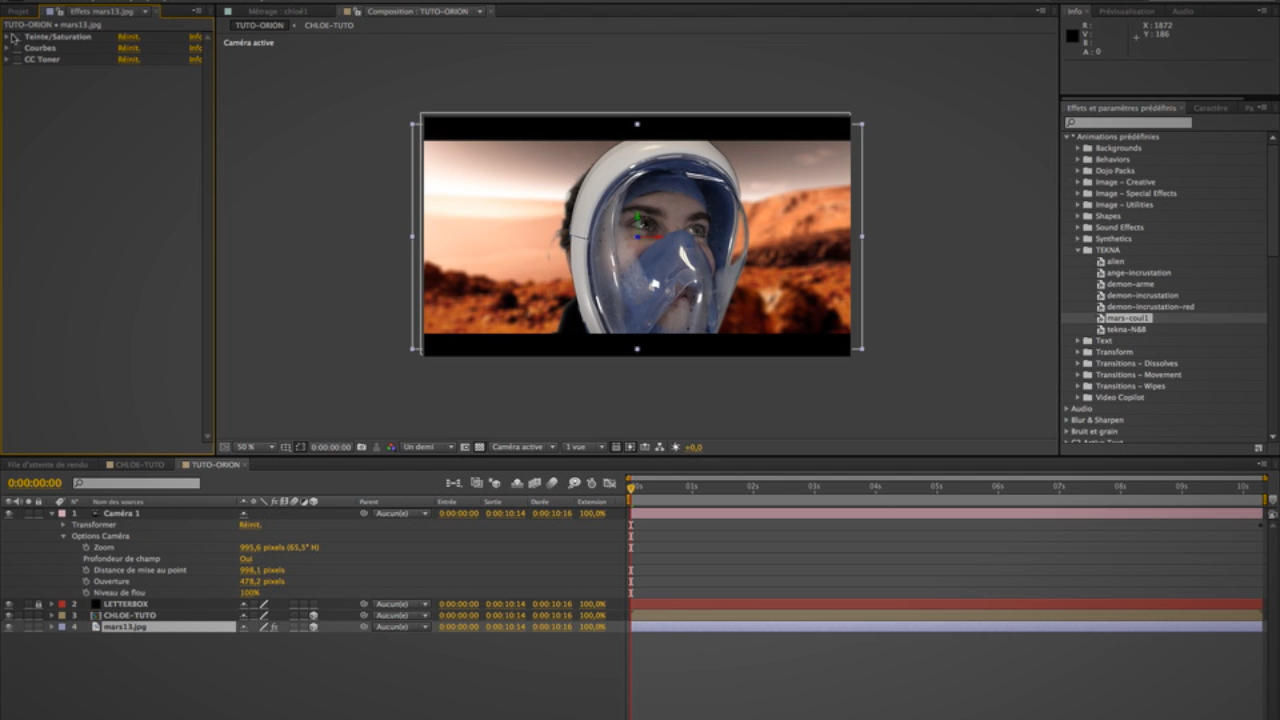 Projet Effets mars13.jpg
TUTO-ORION • mars13.jpg
Teinte/Saturation Réinit. Info
Courbes Réinit. Info
CC Toner Réinit. Info
Métrage : chloé1 Composition : TUTO-ORION
TUTO-ORION CHLOE-TUTO
Caméra active
50 % 0:00:00:00 Un demi Caméra active 1 vue +0,0
Info Prévisualisation Audio
R : X : 1872
V : Y : 186
B :
A : 0
Effets et paramètres prédéfinis Caractère Pa
* Animations prédéfinies
Backgrounds
Behaviors
Dojo Packs
Image – Creative
Image – Special Effects
Image – Utilities
Shapes
Sound Effects
Synthetics
TEKNA
alien
ange-incrustation
demon-arme
demon-incrustation
demon-incrustation-red
mars-coul1
tekna-N&B
Text
Transform
Transitions – Dissolves
Transitions – Movement
Transitions – Wipes
Video Copilot
Audio
Blur & Sharpen
Bruit et grain
File d'attente de rendu CHLOE-TUTO TUTO-ORION
0:00:00:00
N° Nom des sources Parent Entrée Sortie Durée Extension
00s 01s 02s 03s 04s 05s 06s 07s 08s 09s 10s
1 Caméra 1 Aucun(e) 0:00:00:00 0:00:10:14 0:00:10:16 100,0%
Transformer Réinit.
Options Caméra
Zoom 995,6 pixels (65,5° H)
Profondeur de champ Oui
Distance de mise au point 998,1 pixels
Ouverture 478,2 pixels
Niveau de flou 100%
2 LETTERBOX Aucun(e) 0:00:00:00 0:00:10:14 0:00:10:16 100,0%
3 CHLOE-TUTO Aucun(e) 0:00:00:00 0:00:10:14 0:00:10:16 100,0%
4 mars13.jpg Aucun(e) 0:00:00:00 0:00:10:14 0:00:10:16 100,0%